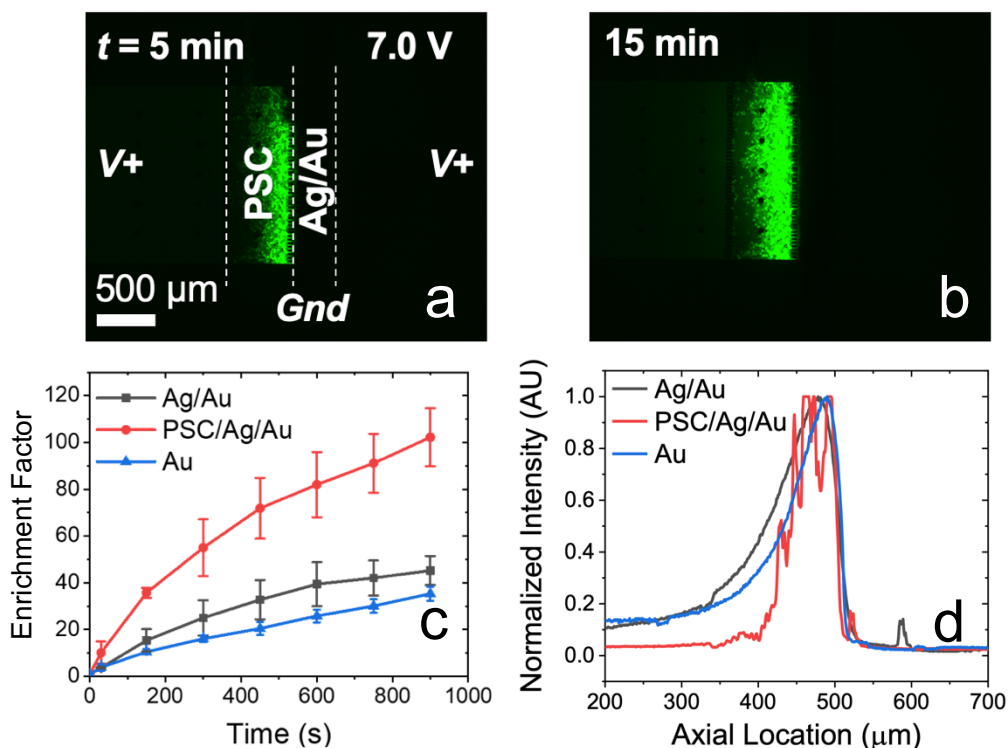 t = 5 min 7.0 V
V+ PSC Ag/Au V+
500 µm
Gnd
a
15 min
b
120
100
80
60
40
20
0
Enrichment Factor
Ag/Au
PSC/Ag/Au
Au
c
0 200 400 600 800 1000
Time (s)
1.0
0.8
0.6
0.4
0.2
0.0
Normalized Intensity (AU)
Ag/Au
PSC/Ag/Au
Au
d
200 300 400 500 600 700
Axial Location (µm)